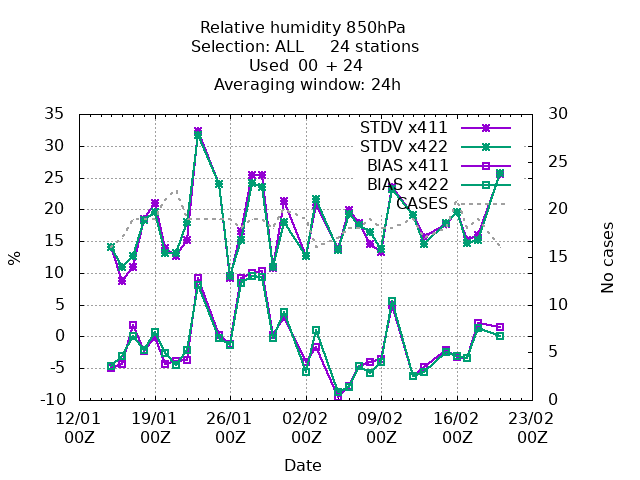 Relative humidity 850hPa
Selection: ALL     24 stations
Used  00  + 24
Averaging window: 24h
35
30
25
20
15
10
5
0
-5
-10
%
30
25
20
15
10
5
0
No cases
STDV x411
STDV x422
BIAS x411
BIAS x422
CASES
12/01 19/01 26/01 02/02 09/02 16/02 23/02
00Z 00Z 00Z 00Z 00Z 00Z 00Z
Date